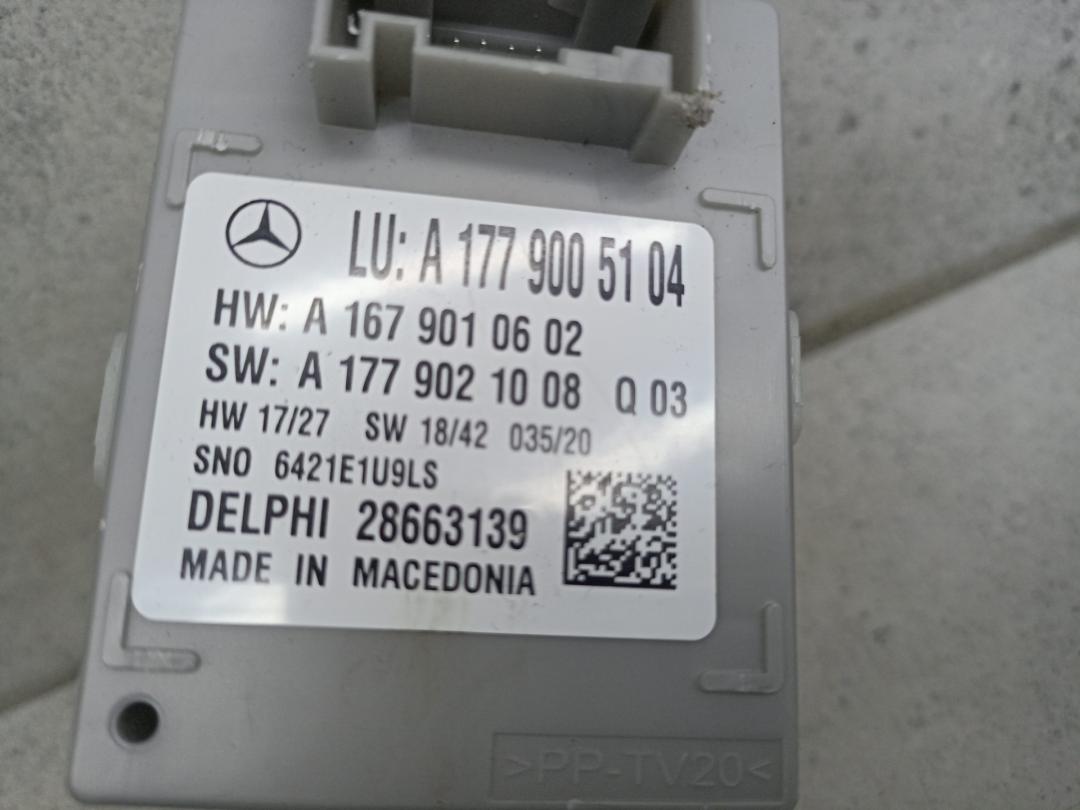 LU: A 177 900 51 04
HW: A 167 901 06 02
SW: A 177 902 10 08 Q 03
HW 17/27 SW 18/42 035/20
SNO 6421E1U9LS
DELPHI 28663139
MADE IN MACEDONIA
>PP-TV20<